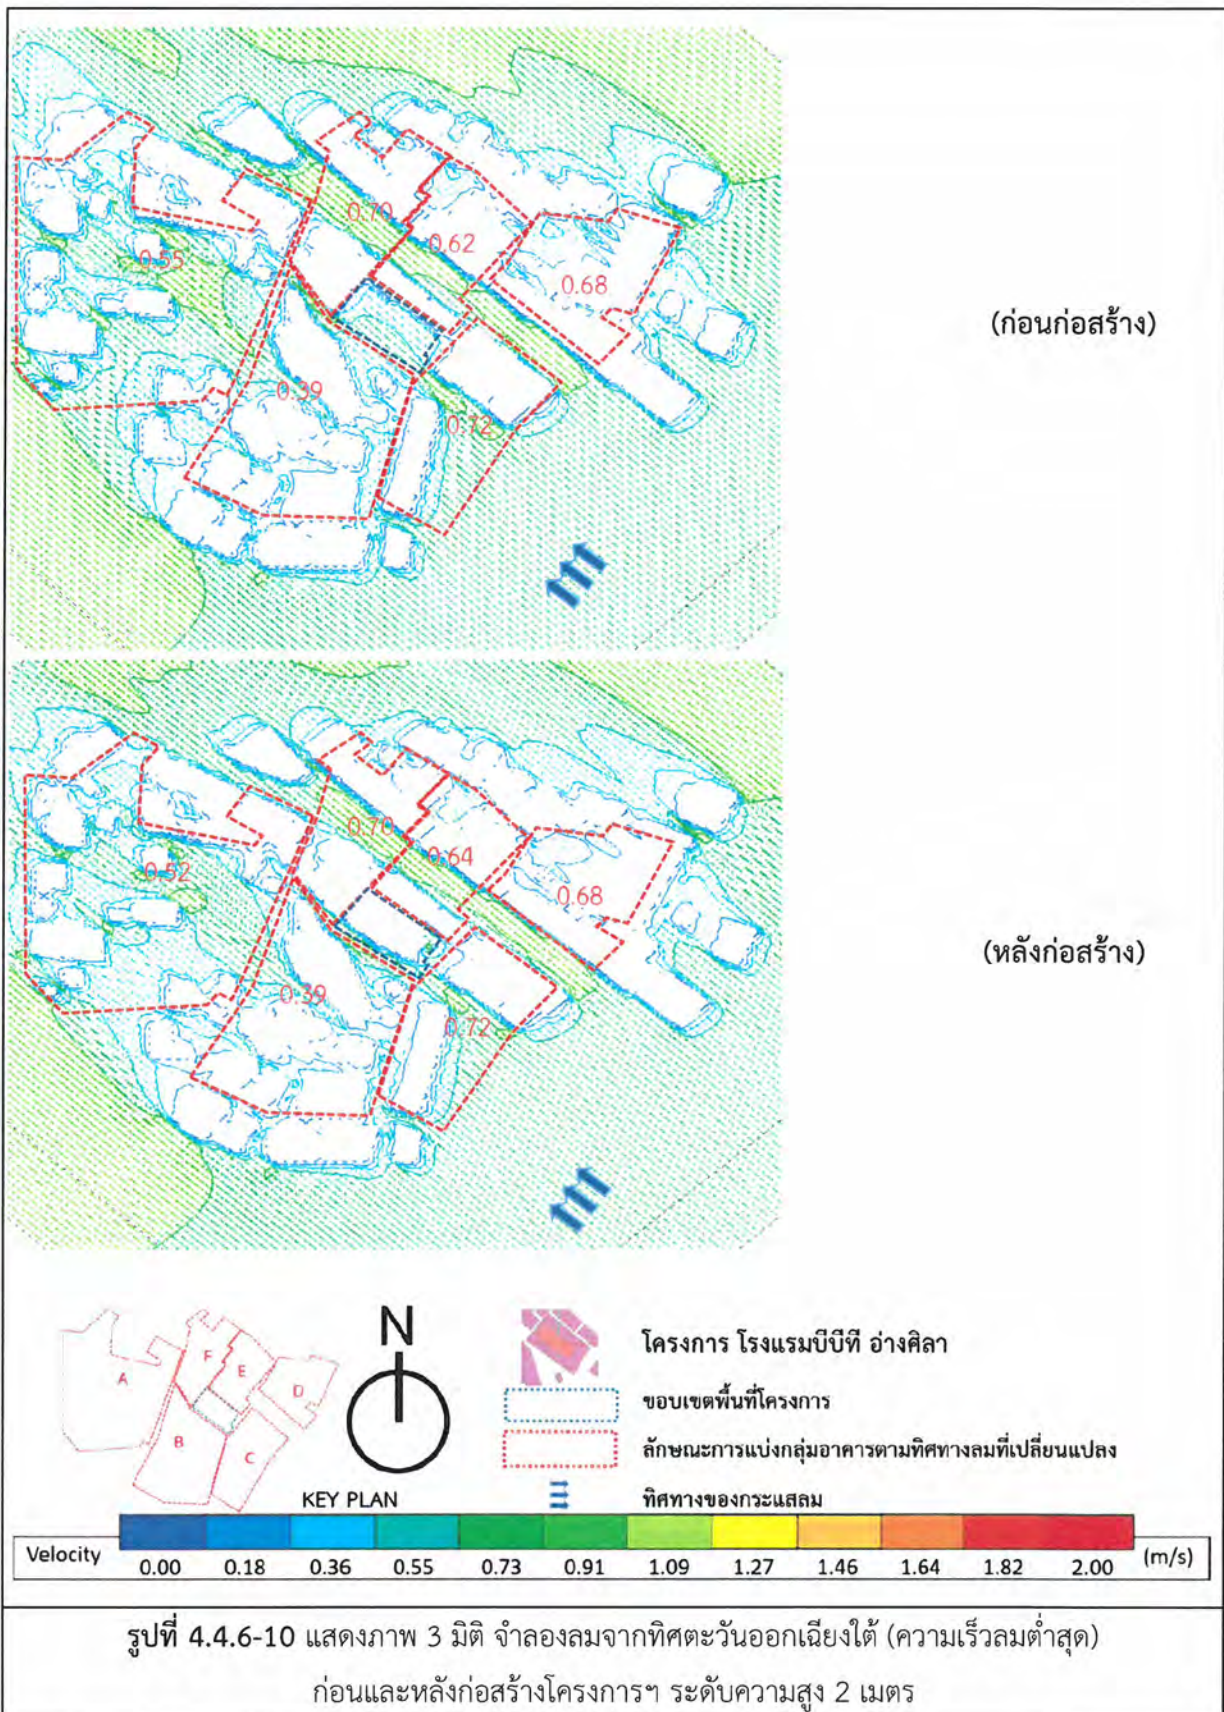 0.70
0.62
0.55
0.68
0.39
0.72
(ก่อนก่อสร้าง)
0.70
0.64
0.52
0.68
0.39
0.72
(หลังก่อสร้าง)
N
A
F
E
D
B
C
KEY PLAN
โครงการ โรงแรมบีบีที อ่างศิลา
ขอบเขตพื้นที่โครงการ
ลักษณะการแบ่งกลุ่มอาคารตามทิศทางลมที่เปลี่ยนแปลง
ทิศทางของกระแสลม
Velocity 0.00 0.18 0.36 0.55 0.73 0.91 1.09 1.27 1.46 1.64 1.82 2.00 (m/s)
รูปที่ 4.4.6-10 แสดงภาพ 3 มิติ จำลองลมจากทิศตะวันออกเฉียงใต้ (ความเร็วลมต่ำสุด)
ก่อนและหลังก่อสร้างโครงการฯ ระดับความสูง 2 เมตร